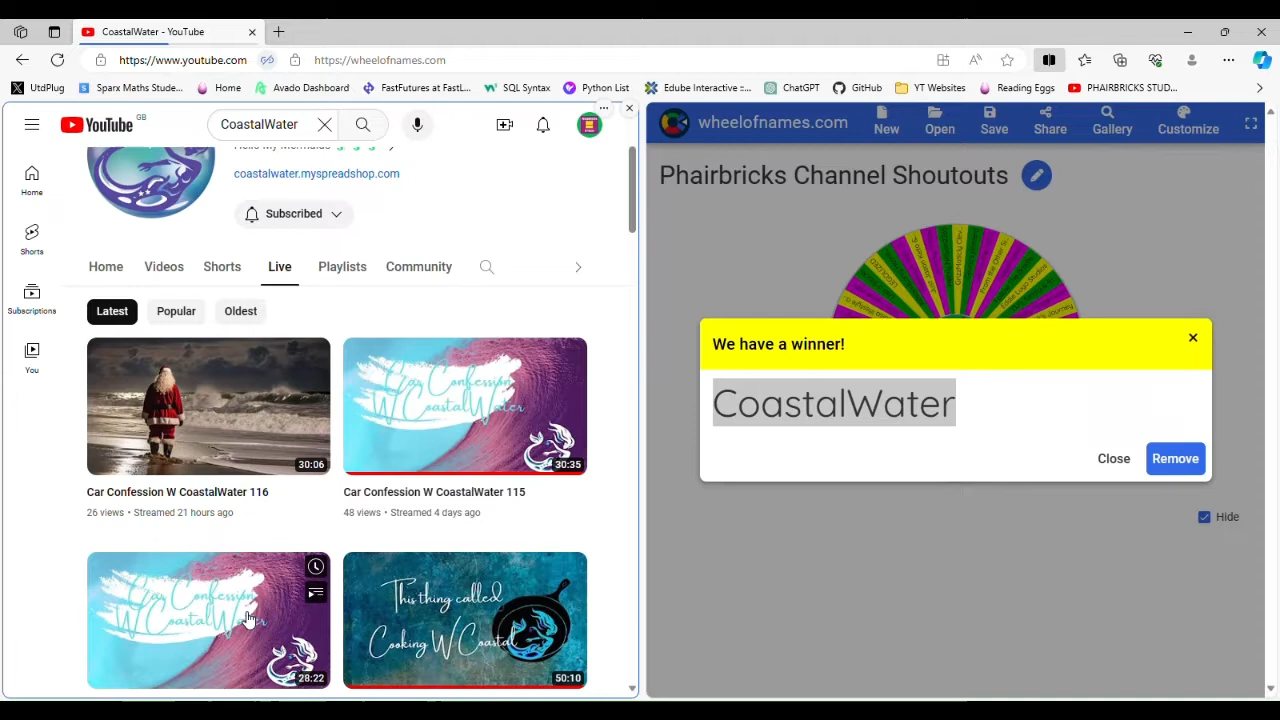 CoastalWater - YouTube
https://www.youtube.com
https://wheelofnames.com
UtdPlug
Sparx Maths Stude...
Home
Avado Dashboard
FastFutures at FastL...
SQL Syntax
Python List
Edube Interactive ::...
ChatGPT
GitHub
YT Websites
Reading Eggs
PHAIRBRICKS STUD...
YouTube GB
CoastalWater
coastalwater.myspreadshop.com
Subscribed
Home
Shorts
Subscriptions
You
Home
Videos
Shorts
Live
Playlists
Community
Latest
Popular
Oldest
30:06
Car Confession
W CoastalWater
30:35
Car Confession W CoastalWater 116
26 views • Streamed 21 hours ago
Car Confession W CoastalWater 115
48 views • Streamed 4 days ago
Car Confession
W CoastalWater
28:22
This thing called
Cooking W Coastal
50:10
wheelofnames.com
New
Open
Save
Share
Gallery
Customize
Phairbricks Channel Shoutouts
We have a winner!
CoastalWater
Close
Remove
Hide